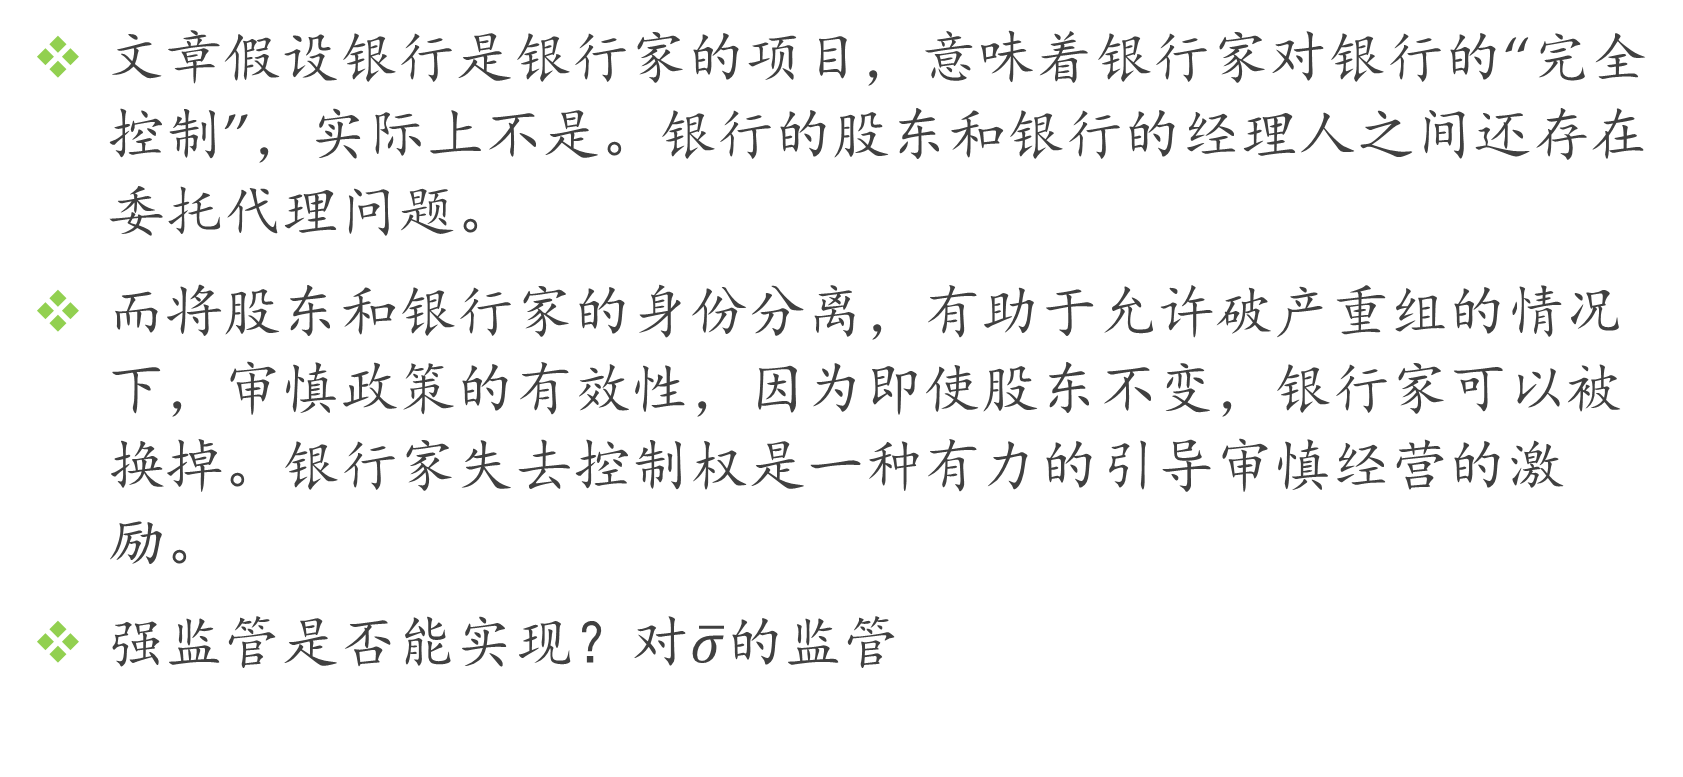 文章假设银行是银行家的项目，意味着银行家对银行的“完全
控制”，实际上不是。银行的股东和银行的经理人之间还存在
委托代理问题。
而将股东和银行家的身份分离，有助于允许破产重组的情况
下，审慎政策的有效性，因为即使股东不变，银行家可以被
换掉。银行家失去控制权是一种有力的引导审慎经营的激
励。
强监管是否能实现？对σ̅的监管